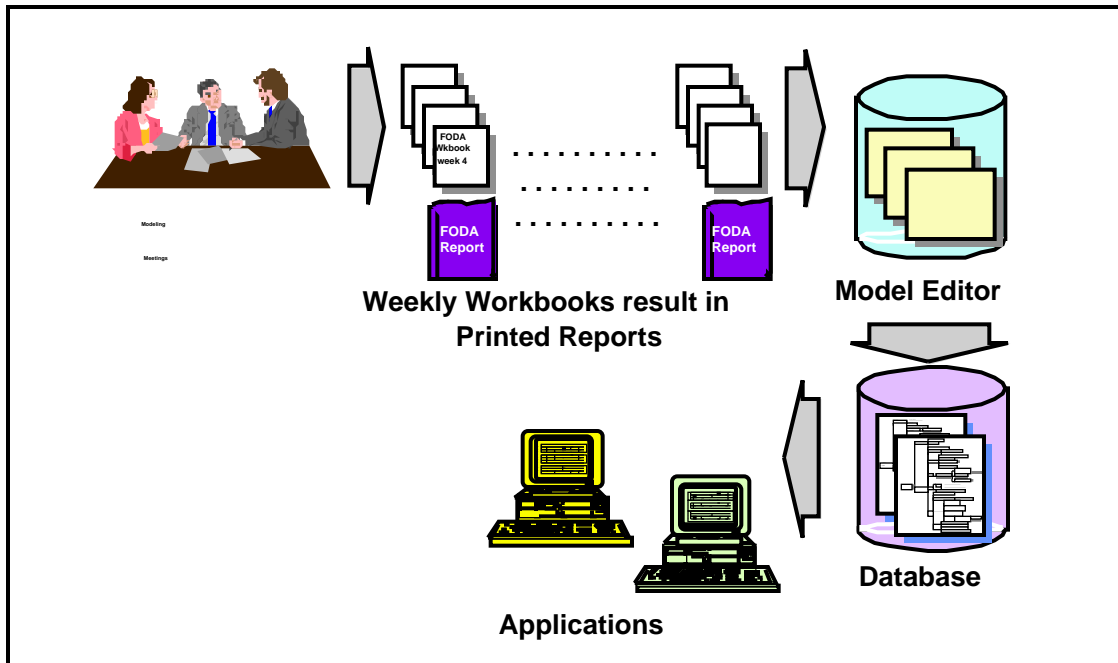 FODA
Wkbook
week 4
FODA
Report
FODA
Report
Modeling
Meetings
Weekly Workbooks result in
Printed Reports
Model Editor
Database
Applications